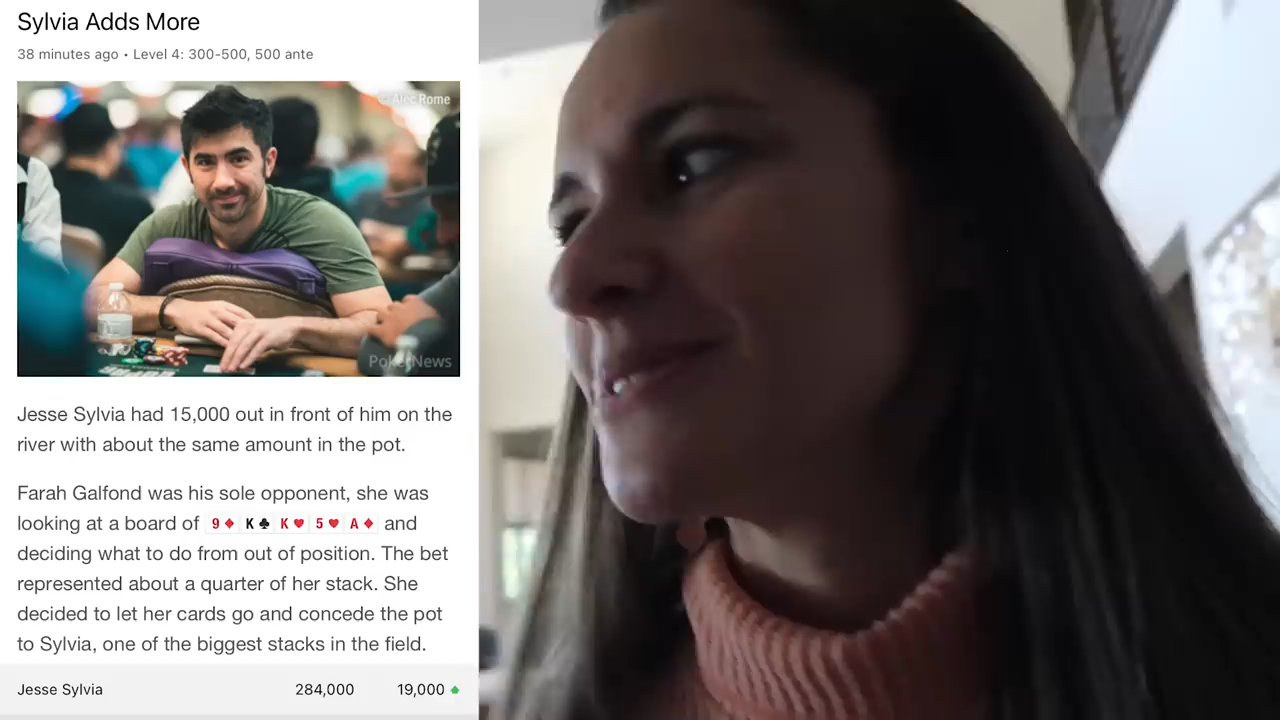 Sylvia Adds More
38 minutes ago • Level 4: 300-500, 500 ante
© Alec Rome
PokerNews
Jesse Sylvia had 15,000 out in front of him on the
river with about the same amount in the pot.
Farah Galfond was his sole opponent, she was
looking at a board of 9♦ K♣ K♥ 5♥ A♦ and
deciding what to do from out of position. The bet
represented about a quarter of her stack. She
decided to let her cards go and concede the pot
to Sylvia, one of the biggest stacks in the field.
Jesse Sylvia 284,000 19,000